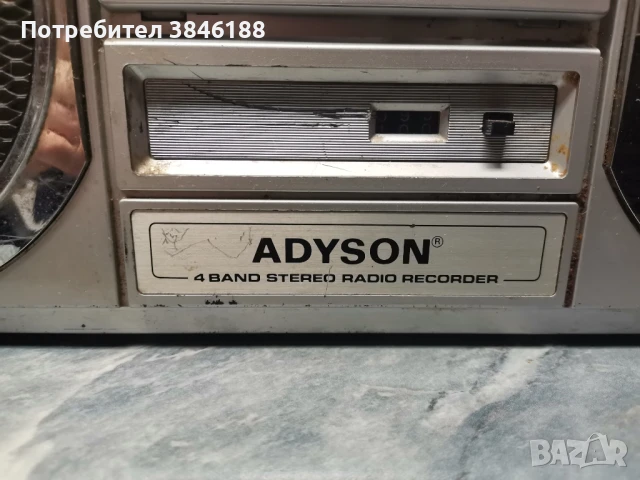 Потребител 3846188
ADYSON®
4 BAND STEREO RADIO RECORDER
BAZAR